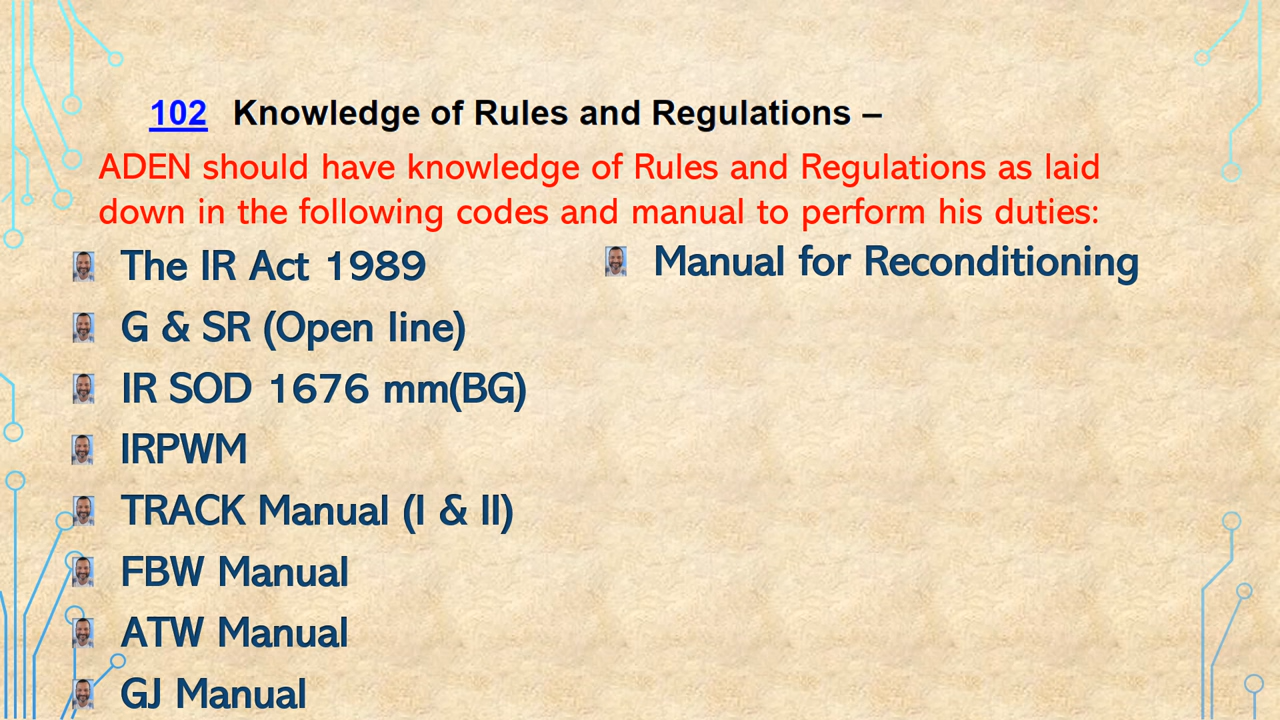 102 Knowledge of Rules and Regulations –
ADEN should have knowledge of Rules and Regulations as laid
down in the following codes and manual to perform his duties:
The IR Act 1989
G & SR (Open line)
IR SOD 1676 mm(BG)
IRPWM
TRACK Manual (I & II)
FBW Manual
ATW Manual
GJ Manual
Manual for Reconditioning